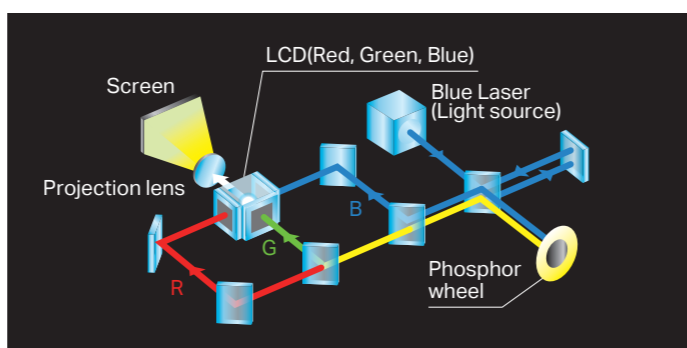 LCD(Red, Green, Blue)
Screen
Blue Laser
(Light source)
Projection lens
B
G
R
Phosphor
wheel